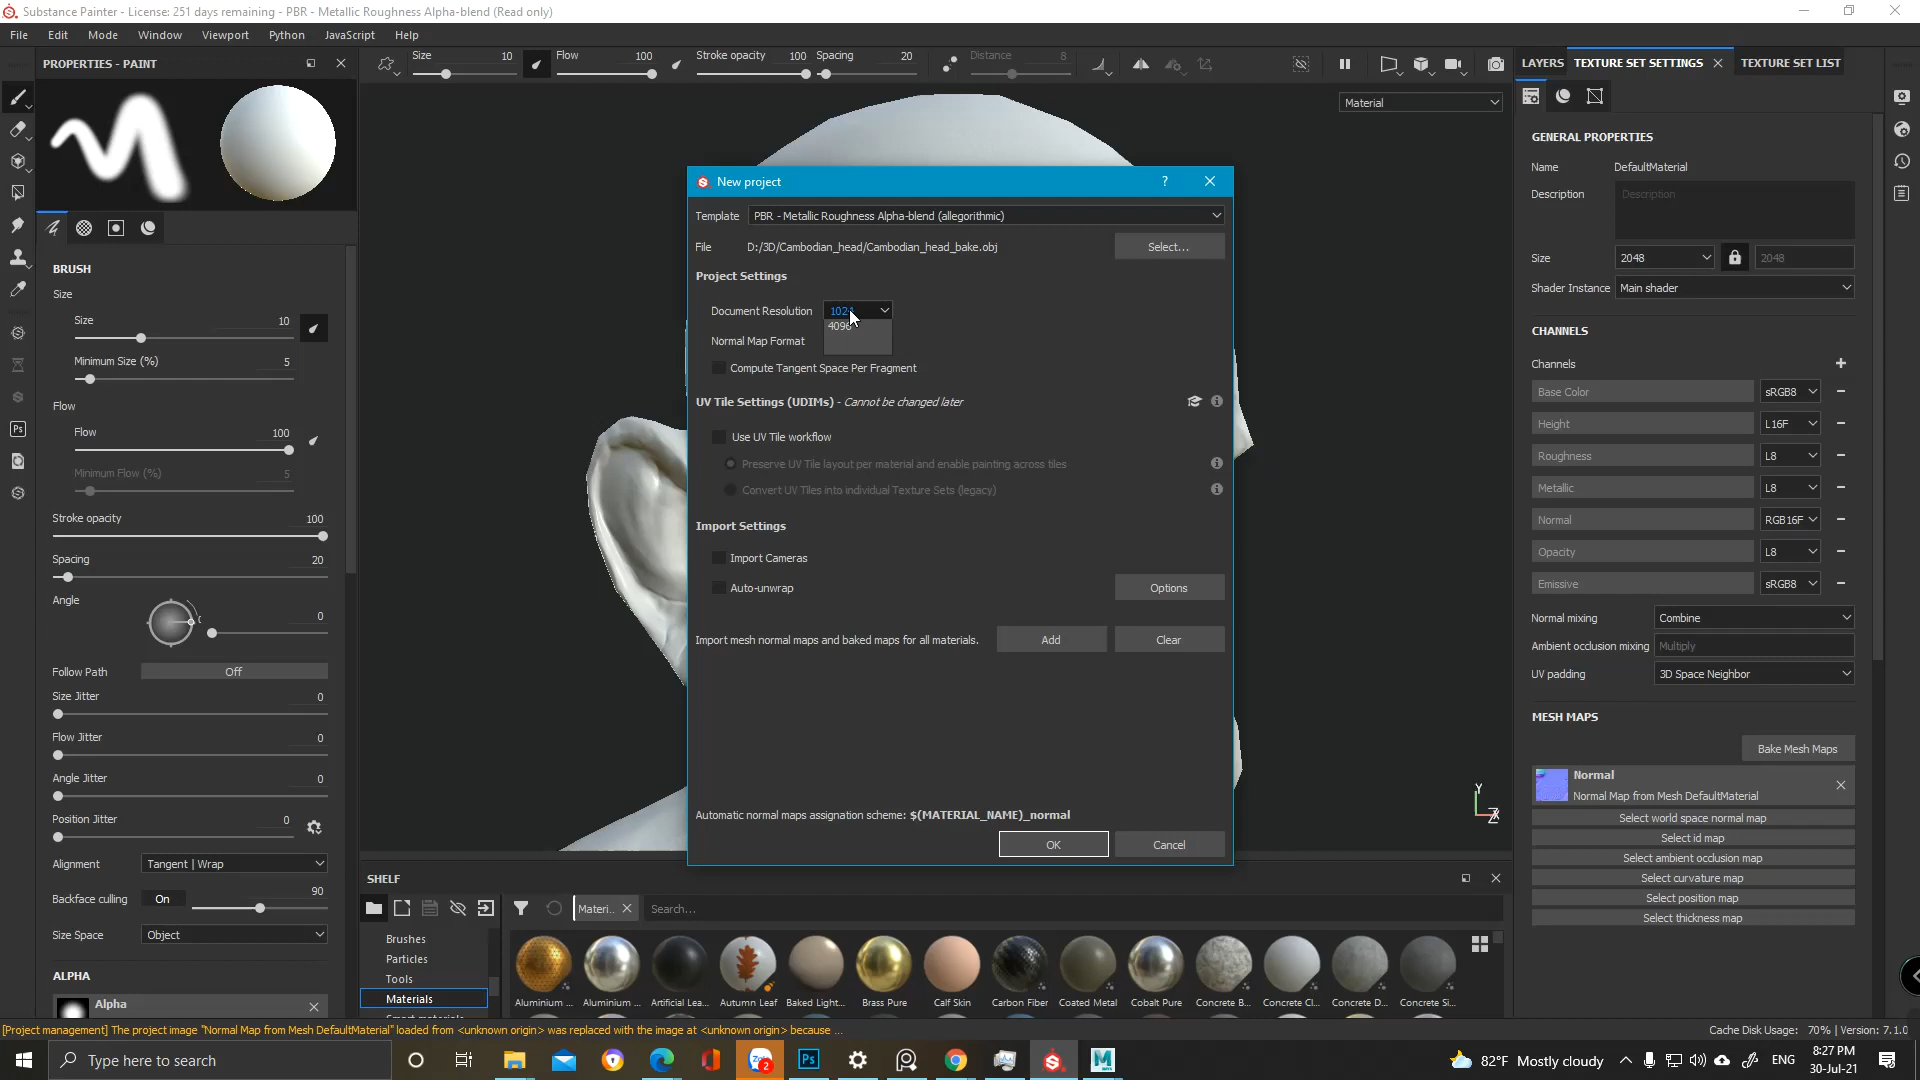 Substance Painter - License: 251 days remaining - PBR - Metallic Roughness Alpha-blend (Read only)
File Edit Mode Window Viewport Python JavaScript Help
PROPERTIES - PAINT
Size 10 Flow 100 Stroke opacity 100 Spacing 20 Distance 8
LAYERS TEXTURE SET SETTINGS TEXTURE SET LIST
Material
BRUSH
Size
Size 10
Minimum Size (%) 5
Flow
Flow 100
Minimum Flow (%) 5
Stroke opacity 100
Spacing 20
Angle 0
Follow Path Off
Size Jitter 0
Flow Jitter 0
Angle Jitter 0
Position Jitter 0
Alignment Tangent | Wrap
Backface culling On 90
Size Space Object
ALPHA
Alpha
New project
Template PBR - Metallic Roughness Alpha-blend (allegorithmic)
File D:/3D/Cambodian_head/Cambodian_head_bake.obj Select...
Project Settings
Document Resolution 1024
4096
Normal Map Format
Compute Tangent Space Per Fragment
UV Tile Settings (UDIMs) - Cannot be changed later
Use UV Tile workflow
Preserve UV Tile layout per material and enable painting across tiles
Convert UV Tiles into individual Texture Sets (legacy)
Import Settings
Import Cameras
Auto-unwrap Options
Import mesh normal maps and baked maps for all materials. Add Clear
Automatic normal maps assignation scheme: $(MATERIAL_NAME)_normal
OK Cancel
Y
Z
GENERAL PROPERTIES
Name DefaultMaterial
Description Description
Size 2048 2048
Shader Instance Main shader
CHANNELS
Channels
Base Color sRGB8
Height L16F
Roughness L8
Metallic L8
Normal RGB16F
Opacity L8
Emissive sRGB8
Normal mixing Combine
Ambient occlusion mixing Multiply
UV padding 3D Space Neighbor
MESH MAPS
Bake Mesh Maps
Normal
Normal Map from Mesh DefaultMaterial
Select world space normal map
Select id map
Select ambient occlusion map
Select curvature map
Select position map
Select thickness map
SHELF
Materi... Search...
Brushes
Particles
Tools
Materials
Aluminium ... Aluminium ... Artificial Lea... Autumn Leaf Baked Light... Brass Pure Calf Skin Carbon Fiber Coated Metal Cobalt Pure Concrete B... Concrete Cl... Concrete D... Concrete Si...
[Project management] The project image "Normal Map from Mesh DefaultMaterial" loaded from <unknown origin> was replaced with the image at <unknown origin> because ...
Cache Disk Usage: 70% | Version: 7.1.0
Type here to search
Ps
2
82°F Mostly cloudy
ENG
8:27 PM
30-Jul-21